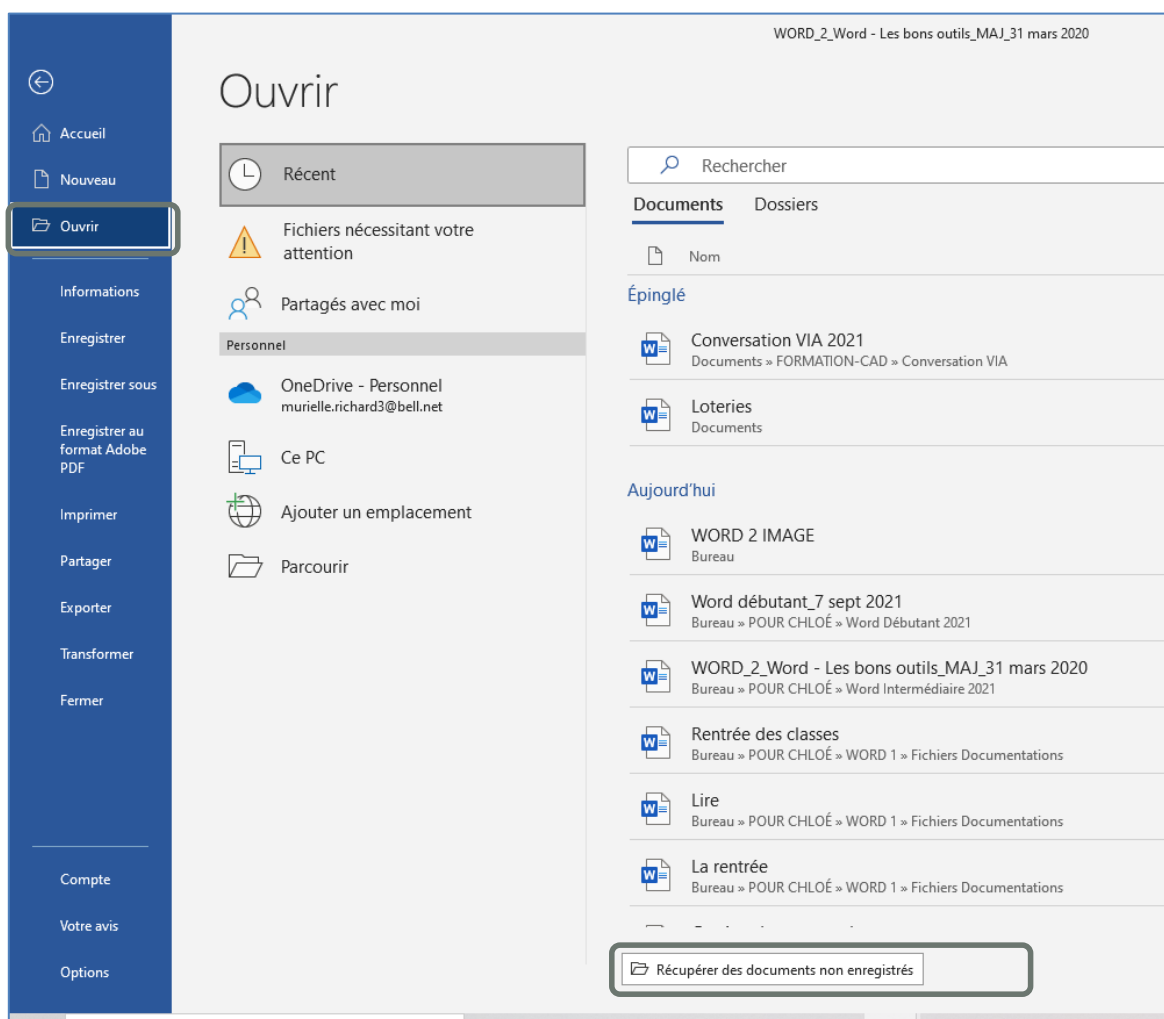 WORD_2_Word - Les bons outils_MAJ_31 mars 2020
Accueil
Nouveau
Ouvrir
Informations
Enregistrer
Enregistrer sous
Enregistrer au
format Adobe
PDF
Imprimer
Partager
Exporter
Transformer
Fermer
Compte
Votre avis
Options
Ouvrir
Récent
Fichiers nécessitant votre
attention
Partagés avec moi
Personnel
OneDrive - Personnel
murielle.richard3@bell.net
Ce PC
Ajouter un emplacement
Parcourir
Rechercher
Documents Dossiers
Nom
Épinglé
Conversation VIA 2021
Documents » FORMATION-CAD » Conversation VIA
Loteries
Documents
Aujourd'hui
WORD 2 IMAGE
Bureau
Word débutant_7 sept 2021
Bureau » POUR CHLOÉ » Word Débutant 2021
WORD_2_Word - Les bons outils_MAJ_31 mars 2020
Bureau » POUR CHLOÉ » Word Intermédiaire 2021
Rentrée des classes
Bureau » POUR CHLOÉ » WORD 1 » Fichiers Documentations
Lire
Bureau » POUR CHLOÉ » WORD 1 » Fichiers Documentations
La rentrée
Bureau » POUR CHLOÉ » WORD 1 » Fichiers Documentations
Récupérer des documents non enregistrés